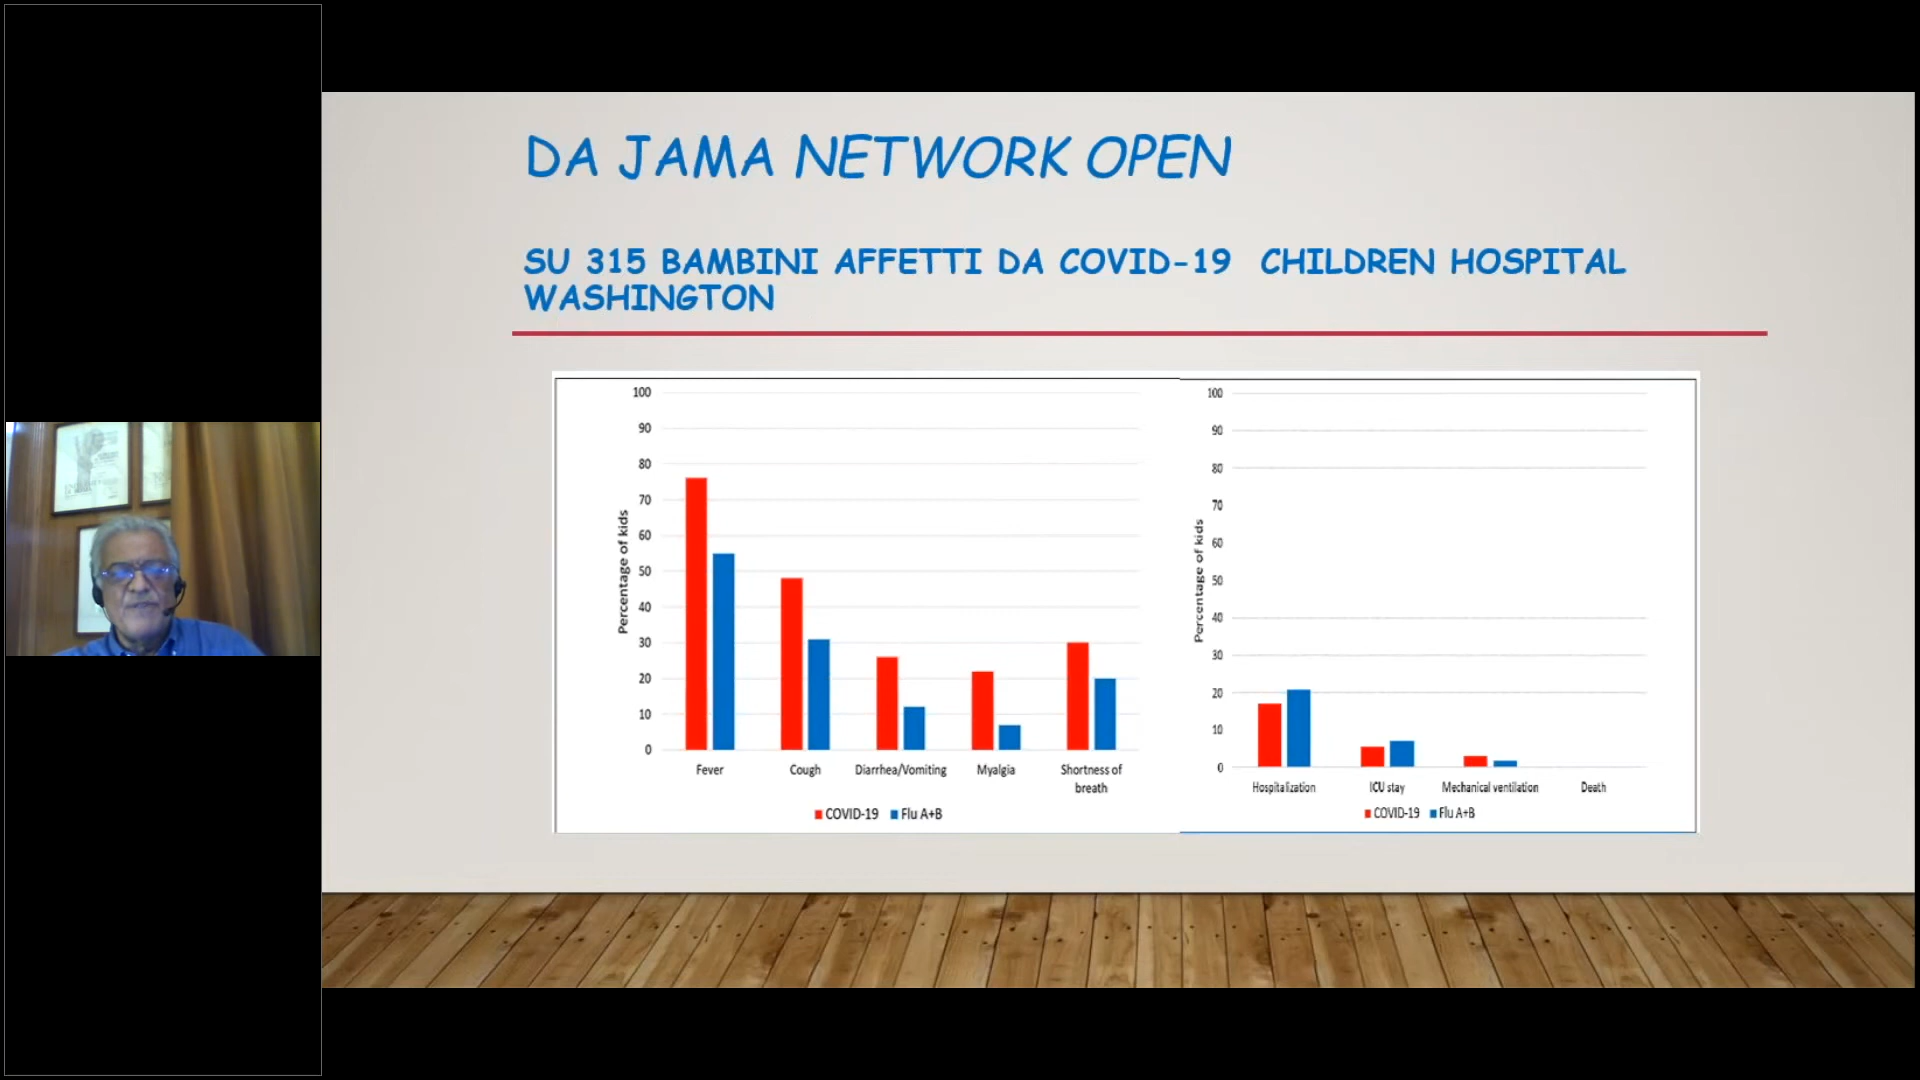 DA JAMA NETWORK OPEN
SU 315 BAMBINI AFFETTI DA COVID-19 CHILDREN HOSPITAL
WASHINGTON
100
90
80
70
60
50
40
30
20
10
0
Percentage of kids
Fever
Cough
Diarrhea/Vomiting
Myalgia
Shortness of
breath
COVID-19 Flu A+B
100
90
80
70
60
50
40
30
20
10
0
Percentage of kids
Hospitalization
ICU stay
Mechanical ventilation
Death
COVID-19 Flu A+B